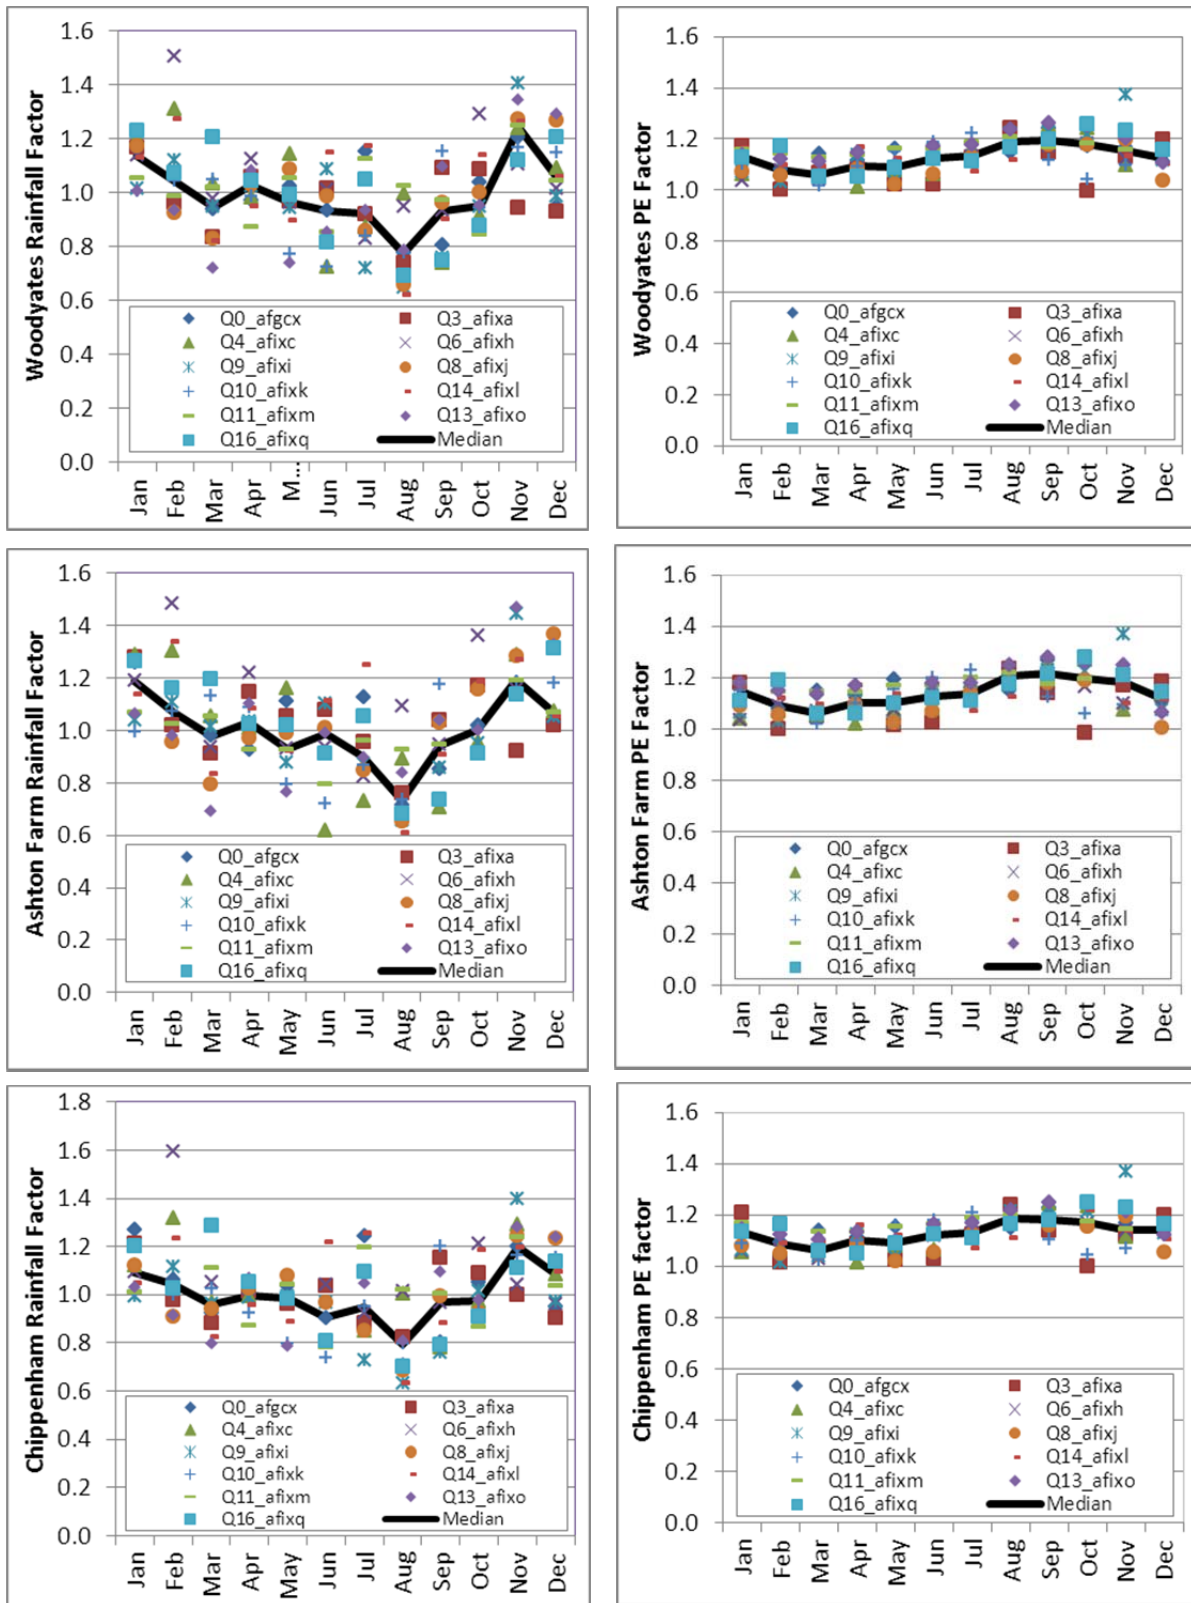 Woodyates Rainfall Factor
1.6
1.4
1.2
1.0
0.8
0.6
0.4
0.2
0.0
Q0_afgcx Q3_afixa
Q4_afixc Q6_afixh
Q9_afixi Q8_afixj
Q10_afixk Q14_afixl
Q11_afixm Q13_afixo
Q16_afixq Median
Jan Feb Mar Apr M... Jun Jul Aug Sep Oct Nov Dec
Woodyates PE Factor
1.6
1.4
1.2
1.0
0.8
0.6
0.4
0.2
0.0
Q0_afgcx Q3_afixa
Q4_afixc Q6_afixh
Q9_afixi Q8_afixj
Q10_afixk Q14_afixl
Q11_afixm Q13_afixo
Q16_afixq Median
Jan Feb Mar Apr May Jun Jul Aug Sep Oct Nov Dec
Ashton Farm Rainfall Factor
1.6
1.4
1.2
1.0
0.8
0.6
0.4
0.2
0.0
Q0_afgcx Q3_afixa
Q4_afixc Q6_afixh
Q9_afixi Q8_afixj
Q10_afixk Q14_afixl
Q11_afixm Q13_afixo
Q16_afixq Median
Jan Feb Mar Apr May Jun Jul Aug Sep Oct Nov Dec
Ashton Farm PE Factor
1.6
1.4
1.2
1.0
0.8
0.6
0.4
0.2
0.0
Q0_afgcx Q3_afixa
Q4_afixc Q6_afixh
Q9_afixi Q8_afixj
Q10_afixk Q14_afixl
Q11_afixm Q13_afixo
Q16_afixq Median
Jan Feb Mar Apr May Jun Jul Aug Sep Oct Nov Dec
Chippenham Rainfall Factor
1.8
1.6
1.4
1.2
1.0
0.8
0.6
0.4
0.2
0.0
Q0_afgcx Q3_afixa
Q4_afixc Q6_afixh
Q9_afixi Q8_afixj
Q10_afixk Q14_afixl
Q11_afixm Q13_afixo
Q16_afixq Median
Jan Feb Mar Apr May Jun Jul Aug Sep Oct Nov Dec
Chippenham PE factor
1.6
1.4
1.2
1.0
0.8
0.6
0.4
0.2
0.0
Q0_afgcx Q3_afixa
Q4_afixc Q6_afixh
Q9_afixi Q8_afixj
Q10_afixk Q14_afixl
Q11_afixm Q13_afixo
Q16_afixq Median
Jan Feb Mar Apr May Jun Jul Aug Sep Oct Nov Dec